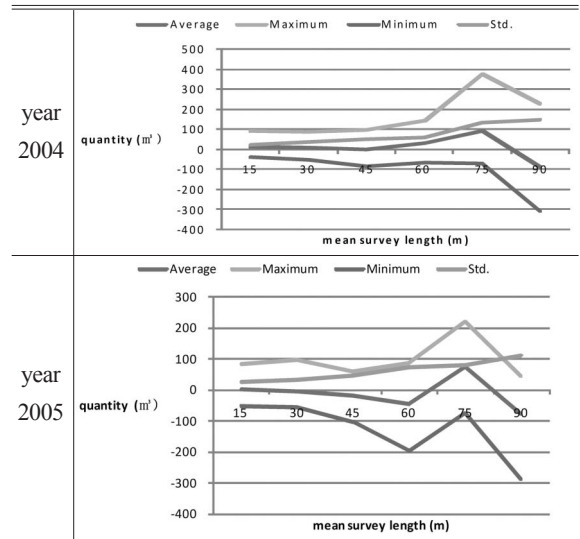 Average Maximum Minimum Std.
500
400
300
200
100
0
-100
-200
-300
-400
15 30 45 60 75 90
year
2004
quantity (㎥)
mean survey length (m)
Average Maximum Minimum Std.
300
200
100
0
-100
-200
-300
-400
15 30 45 60 75 90
year
2005
quantity (㎥)
mean survey length (m)